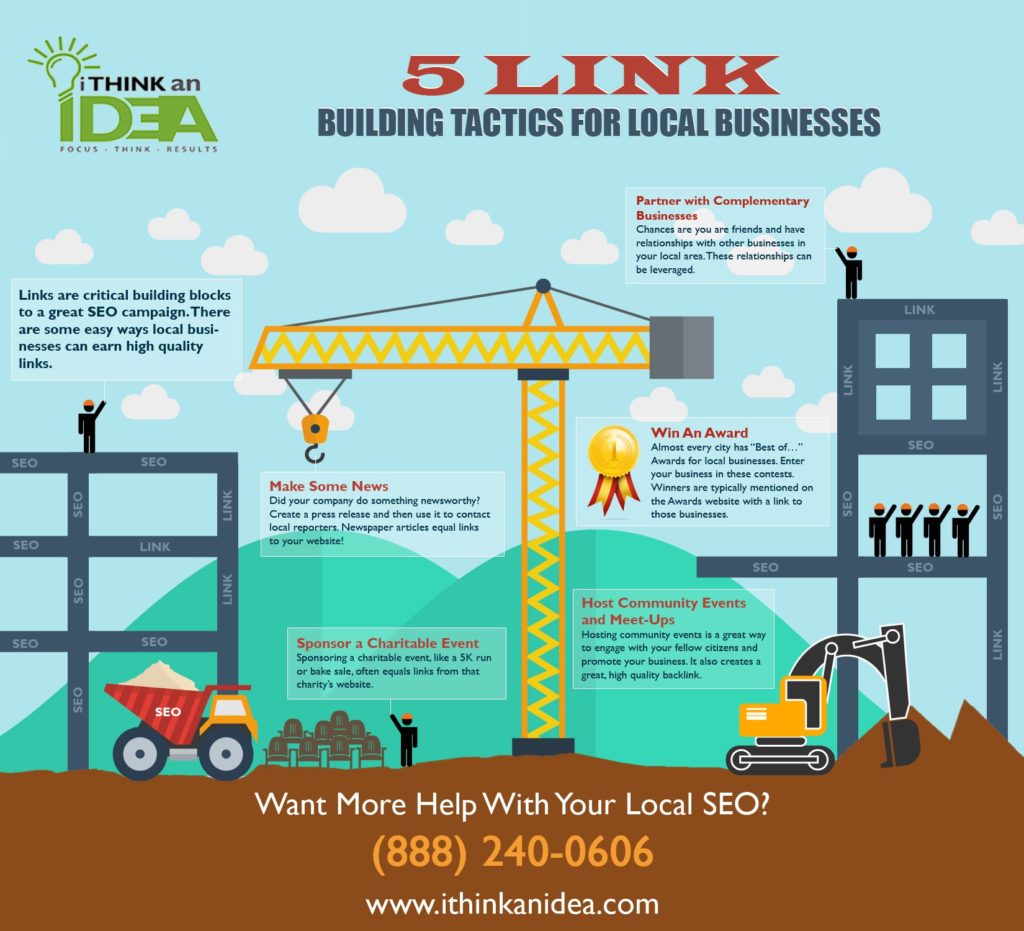 iTHINK an
IDEA
FOCUS · THINK · RESULTS
5 LINK
BUILDING TACTICS FOR LOCAL BUSINESSES
Partner with Complementary
Businesses
Chances are you are friends and have
relationships with other businesses in
your local area. These relationships can
be leveraged.
Links are critical building blocks
to a great SEO campaign. There
are some easy ways local busi-
nesses can earn high quality
links.
Win An Award
Almost every city has “Best of...”
Awards for local businesses. Enter
your business in these contests.
Winners are typically mentioned on
the Awards website with a link to
those businesses.
1
Make Some News
Did your company do something newsworthy?
Create a press release and then use it to contact
local reporters. Newspaper articles equal links
to your website!
Host Community Events
and Meet-Ups
Hosting community events is a great way
to engage with your fellow citizens and
promote your business. It also creates a
great, high quality backlink.
Sponsor a Charitable Event
Sponsoring a charitable event, like a 5K run
or bake sale, often equals links from that
charity’s website.
SEO
SEO
SEO
LINK
SEO
LINK
SEO
LINK
SEO
SEO
SEO
SEO
LINK
LINK
LINK
SEO
SEO
SEO
SEO
SEO
LINK
Want More Help With Your Local SEO?
(888) 240-0606
www.ithinkanidea.com